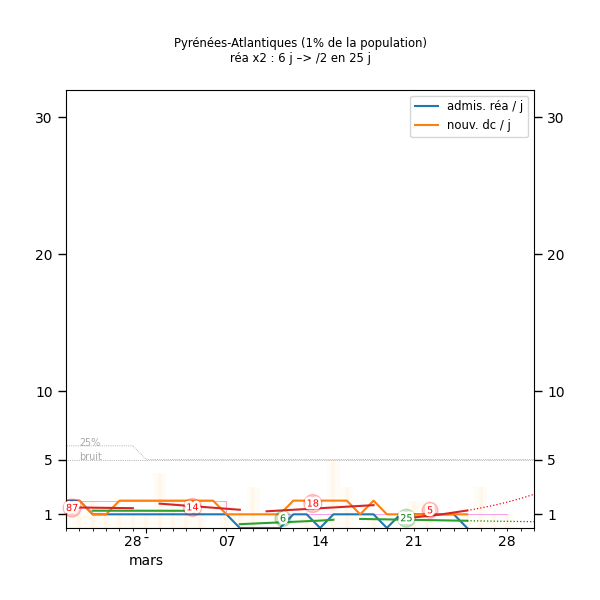 Pyrénées-Atlantiques (1% de la population)
réa x2 : 6 j –> /2 en 25 j
admis. réa / j
nouv. dc / j
30 30
20 20
10 10
25%
bruit
5 5
87 14 18 6 25 5
1 1
28 07 14 21 28
mars